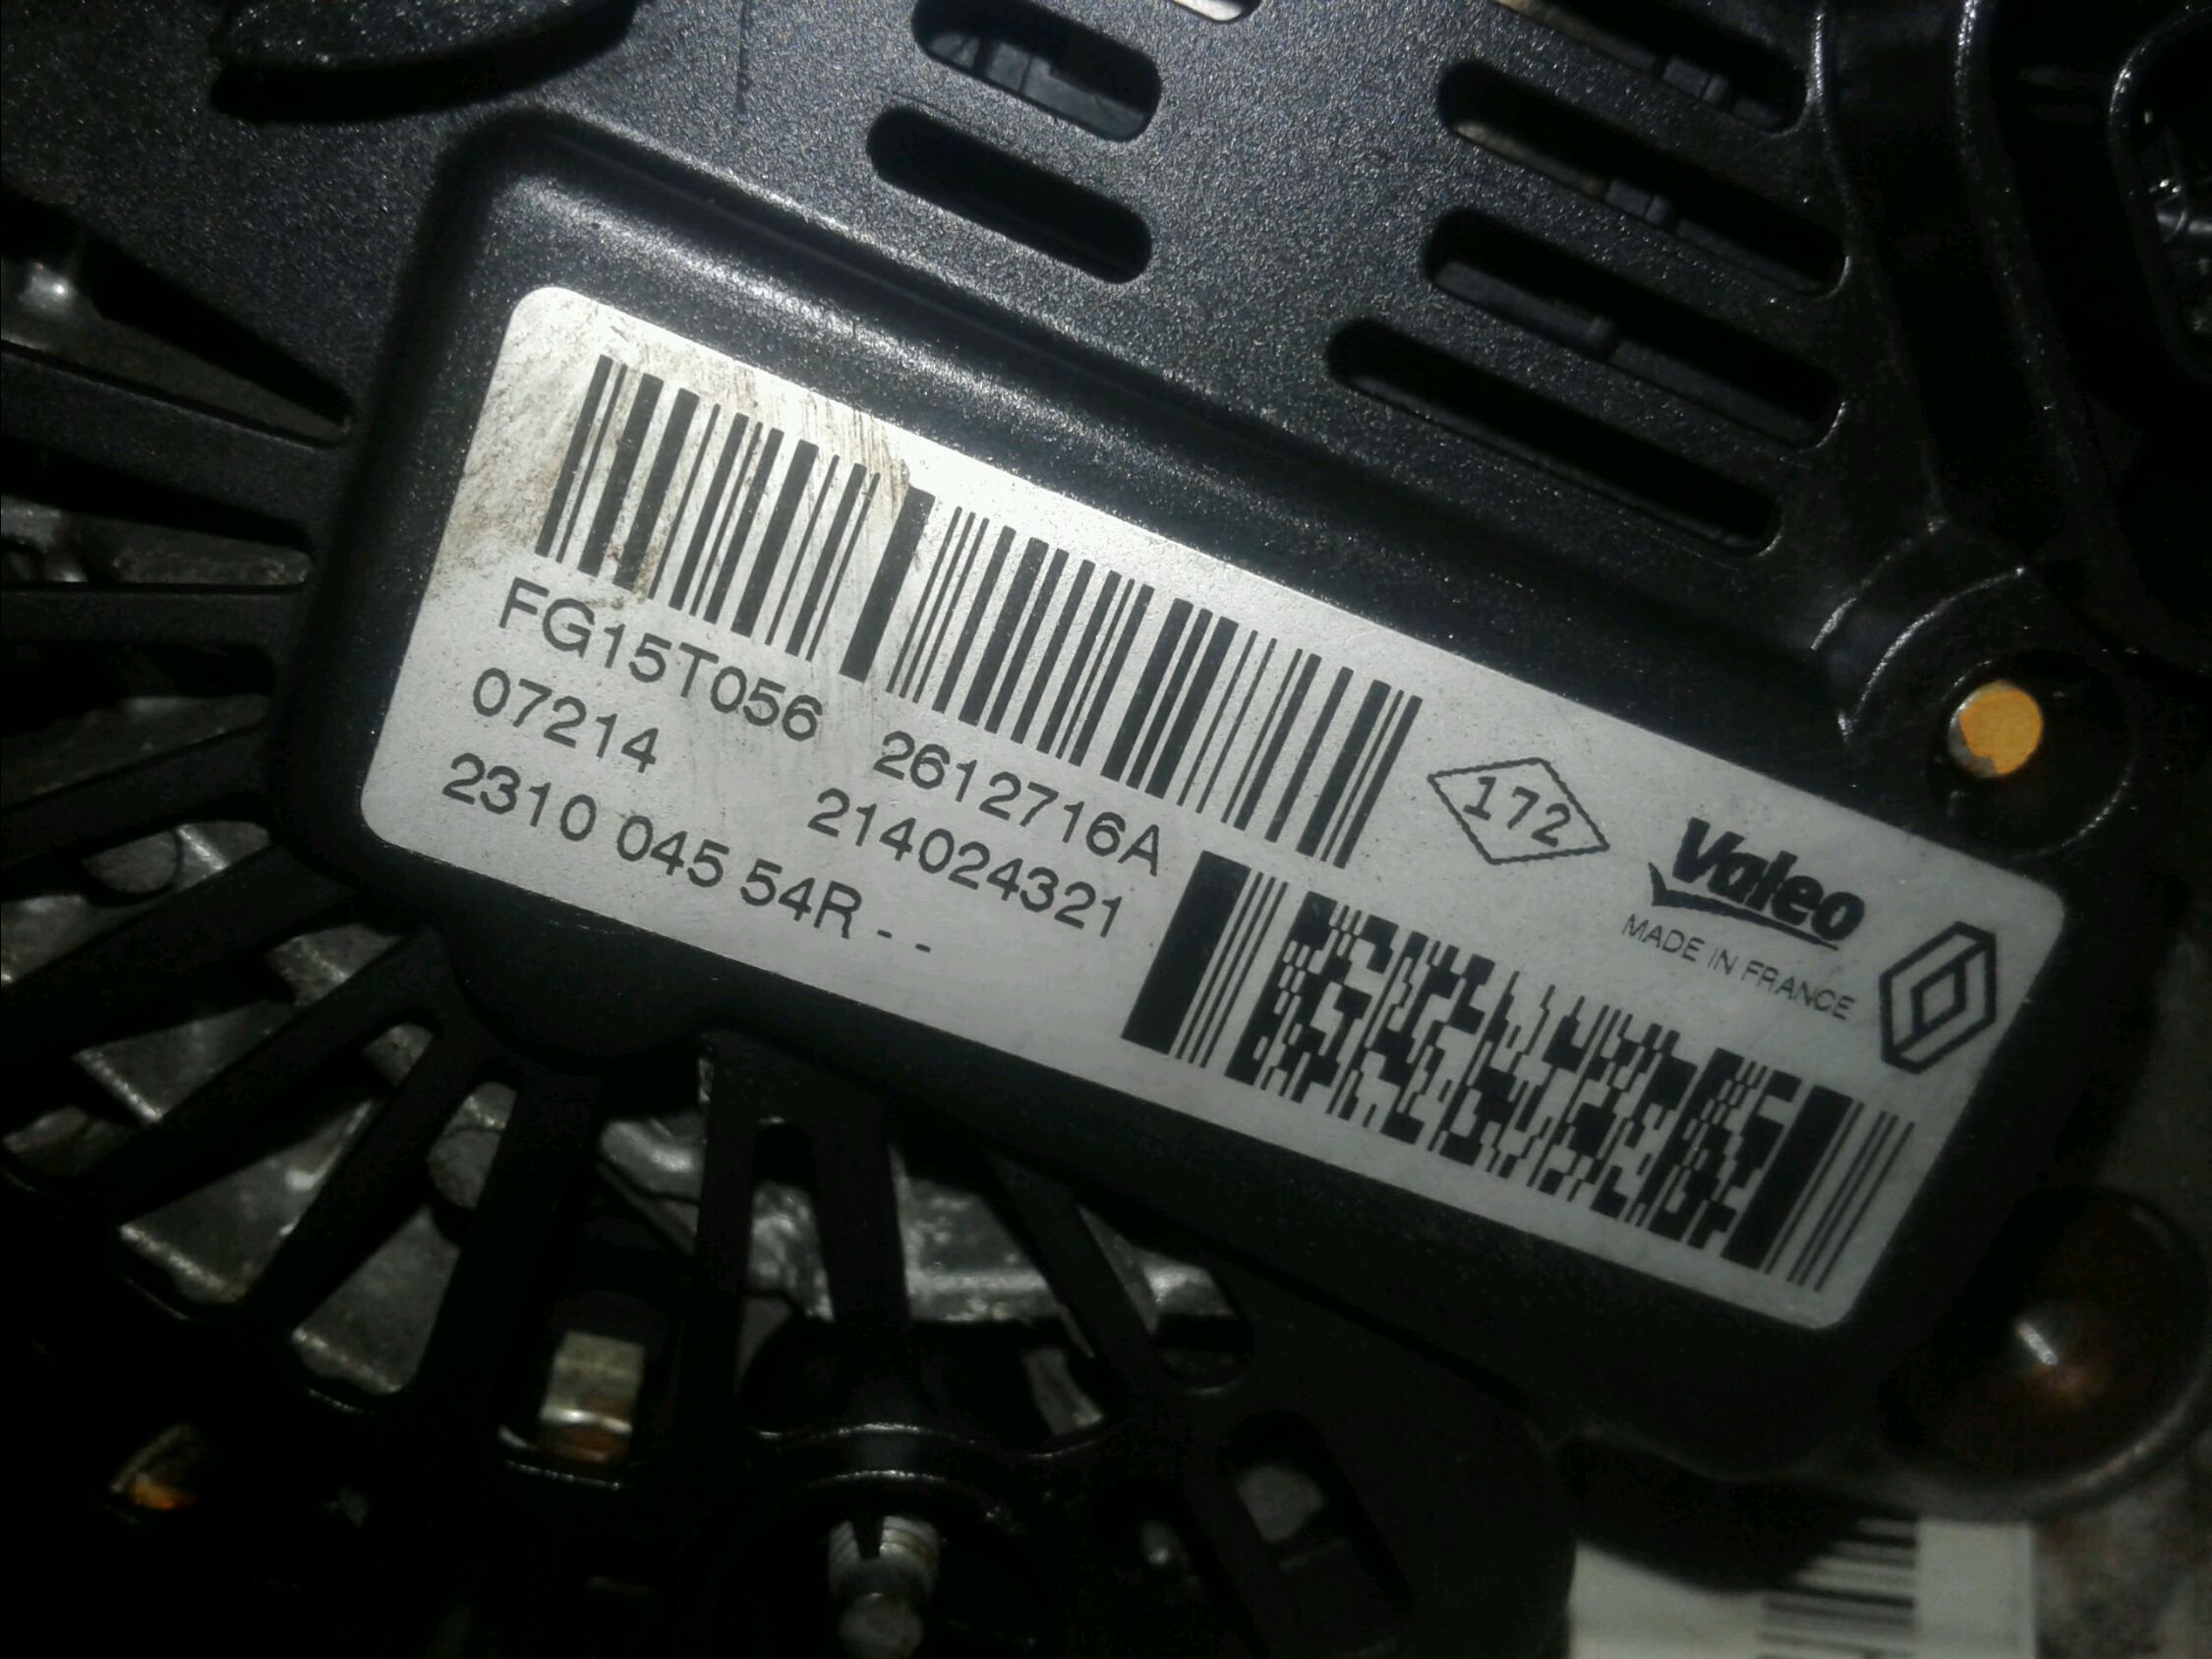 FG15T056 2612716A
07214 214024321
2310 045 54R - -
172
Valeo
MADE IN FRANCE